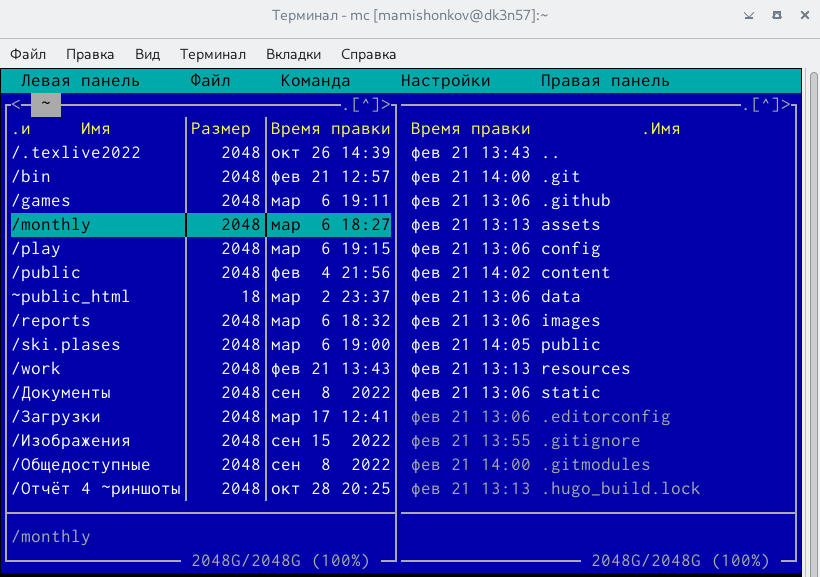 Терминал - mc [mamishonkov@dk3n57]:~
Файл Правка Вид Терминал Вкладки Справка
Левая панель Файл Команда Настройки Правая панель
<- ~ .[^]> .[^]>
.и Имя Размер Время правки Время правки .Имя
/.texlive2022 2048 окт 26 14:39 фев 21 13:43 ..
/bin 2048 фев 21 12:57 фев 21 14:00 .git
/games 2048 мар 6 19:11 фев 21 13:06 .github
/monthly 2048 мар 6 18:27 фев 21 13:13 assets
/play 2048 мар 6 19:15 фев 21 13:06 config
/public 2048 фев 4 21:56 фев 21 14:02 content
~public_html 18 мар 2 23:37 фев 21 13:06 data
/reports 2048 мар 6 18:32 фев 21 13:06 images
/ski.plases 2048 мар 6 19:00 фев 21 14:05 public
/work 2048 фев 21 13:43 фев 21 13:13 resources
/Документы 2048 сен 8 2022 фев 21 13:06 static
/Загрузки 2048 мар 17 12:41 фев 21 13:06 .editorconfig
/Изображения 2048 сен 15 2022 фев 21 13:55 .gitignore
/Общедоступные 2048 сен 8 2022 фев 21 14:00 .gitmodules
/Отчёт 4 ~риншоты 2048 окт 28 20:25 фев 21 13:13 .hugo_build.lock
/monthly
2048G/2048G (100%) 2048G/2048G (100%)